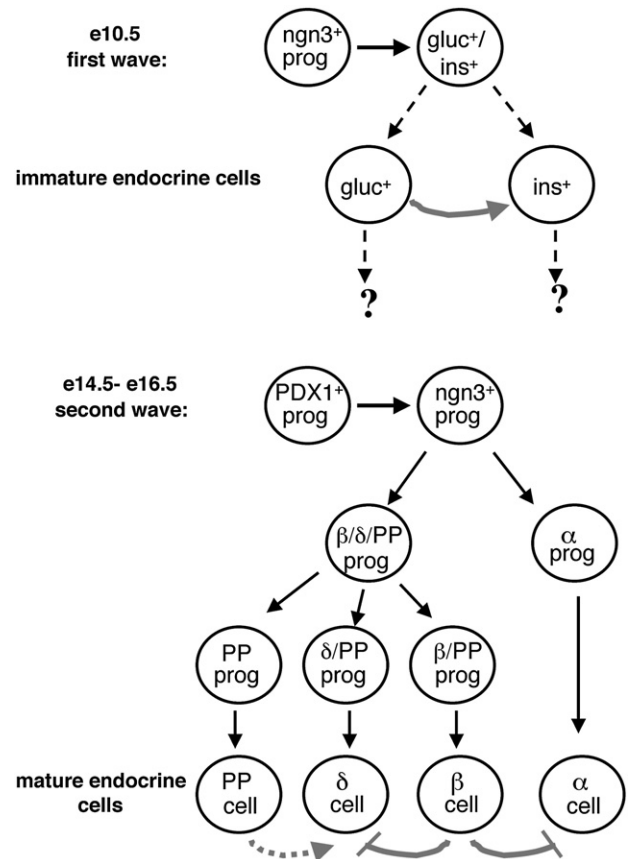 e10.5
first wave:
ngn3⁺
prog
gluc⁺/
ins⁺
immature endocrine cells
gluc⁺
ins⁺
?
?
e14.5- e16.5
second wave:
PDX1⁺
prog
ngn3⁺
prog
β/δ/PP
prog
α
prog
PP
prog
δ/PP
prog
β/PP
prog
mature endocrine
cells
PP
cell
δ
cell
β
cell
α
cell